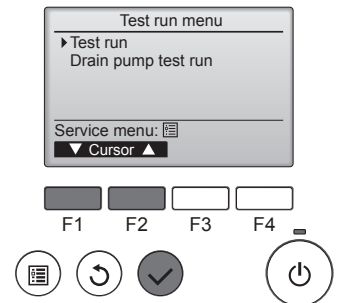 Test run menu
Test run
Drain pump test run
Service menu:
▼ Cursor ▲
F1 F2 F3 F4